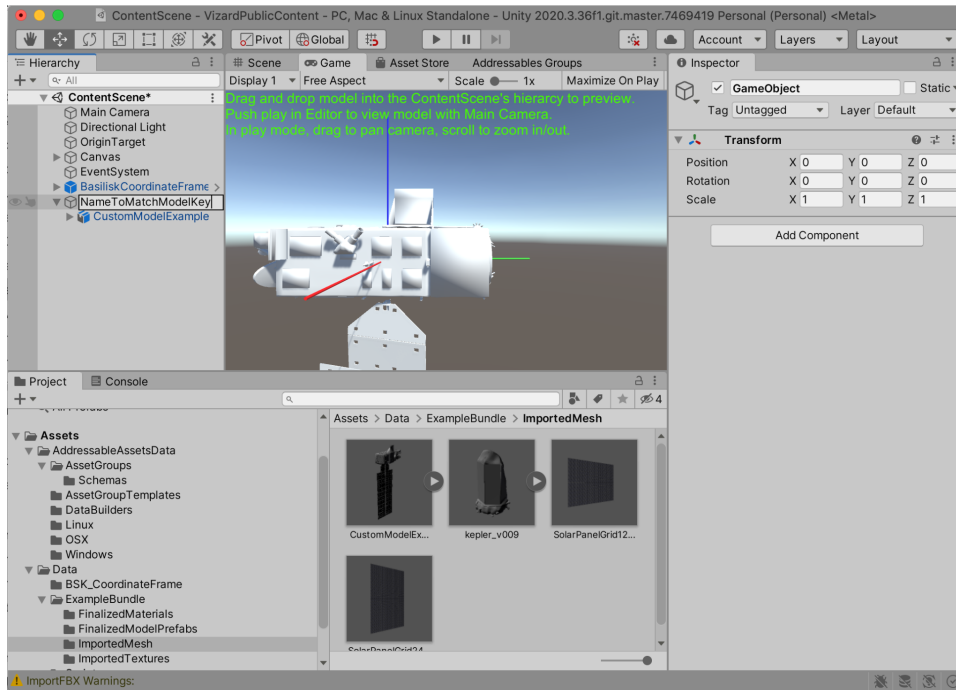 ContentScene - VizardPublicContent - PC, Mac & Linux Standalone - Unity 2020.3.36f1.git.master.7469419 Personal (Personal) <Metal>
Pivot Global Account Layers Layout
Hierarchy
All
ContentScene*
Main Camera
Directional Light
OriginTarget
Canvas
EventSystem
BasiliskCoordinateFrame
NameToMatchModelKey
CustomModelExample
Scene Game Asset Store Addressables Groups
Display 1 Free Aspect Scale 1x Maximize On Play
Drag and drop model into the ContentScene's hierarcy to preview.
Push play in Editor to view model with Main Camera.
In play mode, drag to pan camera, scroll to zoom in/out.
Inspector
GameObject Static
Tag Untagged Layer Default
Transform
Position X 0 Y 0 Z 0
Rotation X 0 Y 0 Z 0
Scale X 1 Y 1 Z 1
Add Component
Project Console
4
Assets
AddressableAssetsData
AssetGroups
Schemas
AssetGroupTemplates
DataBuilders
Linux
OSX
Windows
Data
BSK_CoordinateFrame
ExampleBundle
FinalizedMaterials
FinalizedModelPrefabs
ImportedMesh
ImportedTextures
Assets > Data > ExampleBundle > ImportedMesh
CustomModelEx... kepler_v009 SolarPanelGrid12...
SolarPanelGrid24
ImportFBX Warnings: